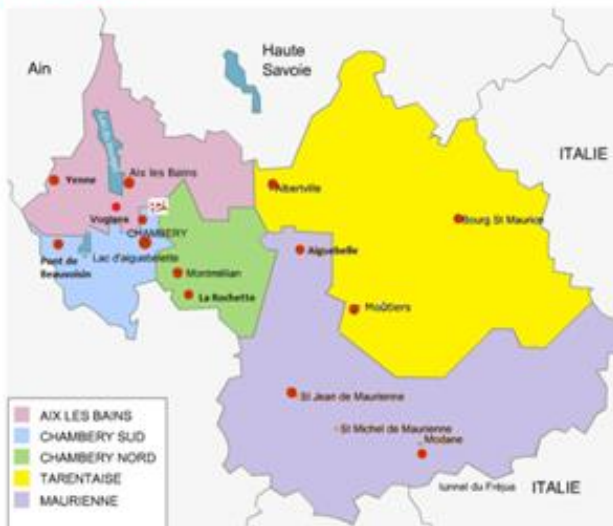 Ain
Haute
Savoie
ITALIE
Yenne
Aix les Bains
Albertville
Voglans
Bourg St Maurice
CHAMBERY
Pont de
Beauvoisin
Lac d'aiguebelette
Aiguebelle
Montmélian
La Rochette
Moûtiers
St Jean de Maurienne
St Michel de Maurienne
Modane
tunnel du Fréjus
ITALIE
AIX LES BAINS
CHAMBERY SUD
CHAMBERY NORD
TARENTAISE
MAURIENNE